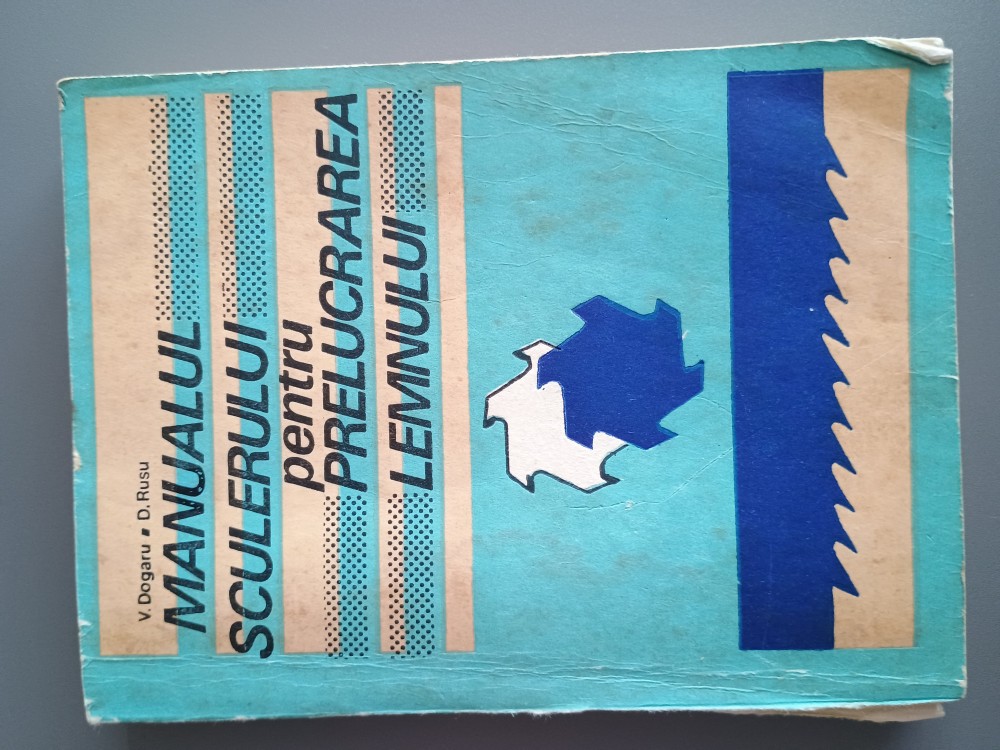 V. Dogaru ▪ D. Rusu
MANUALUL
SCULERULUI
pentru
PRELUCRAREA
LEMNULUI